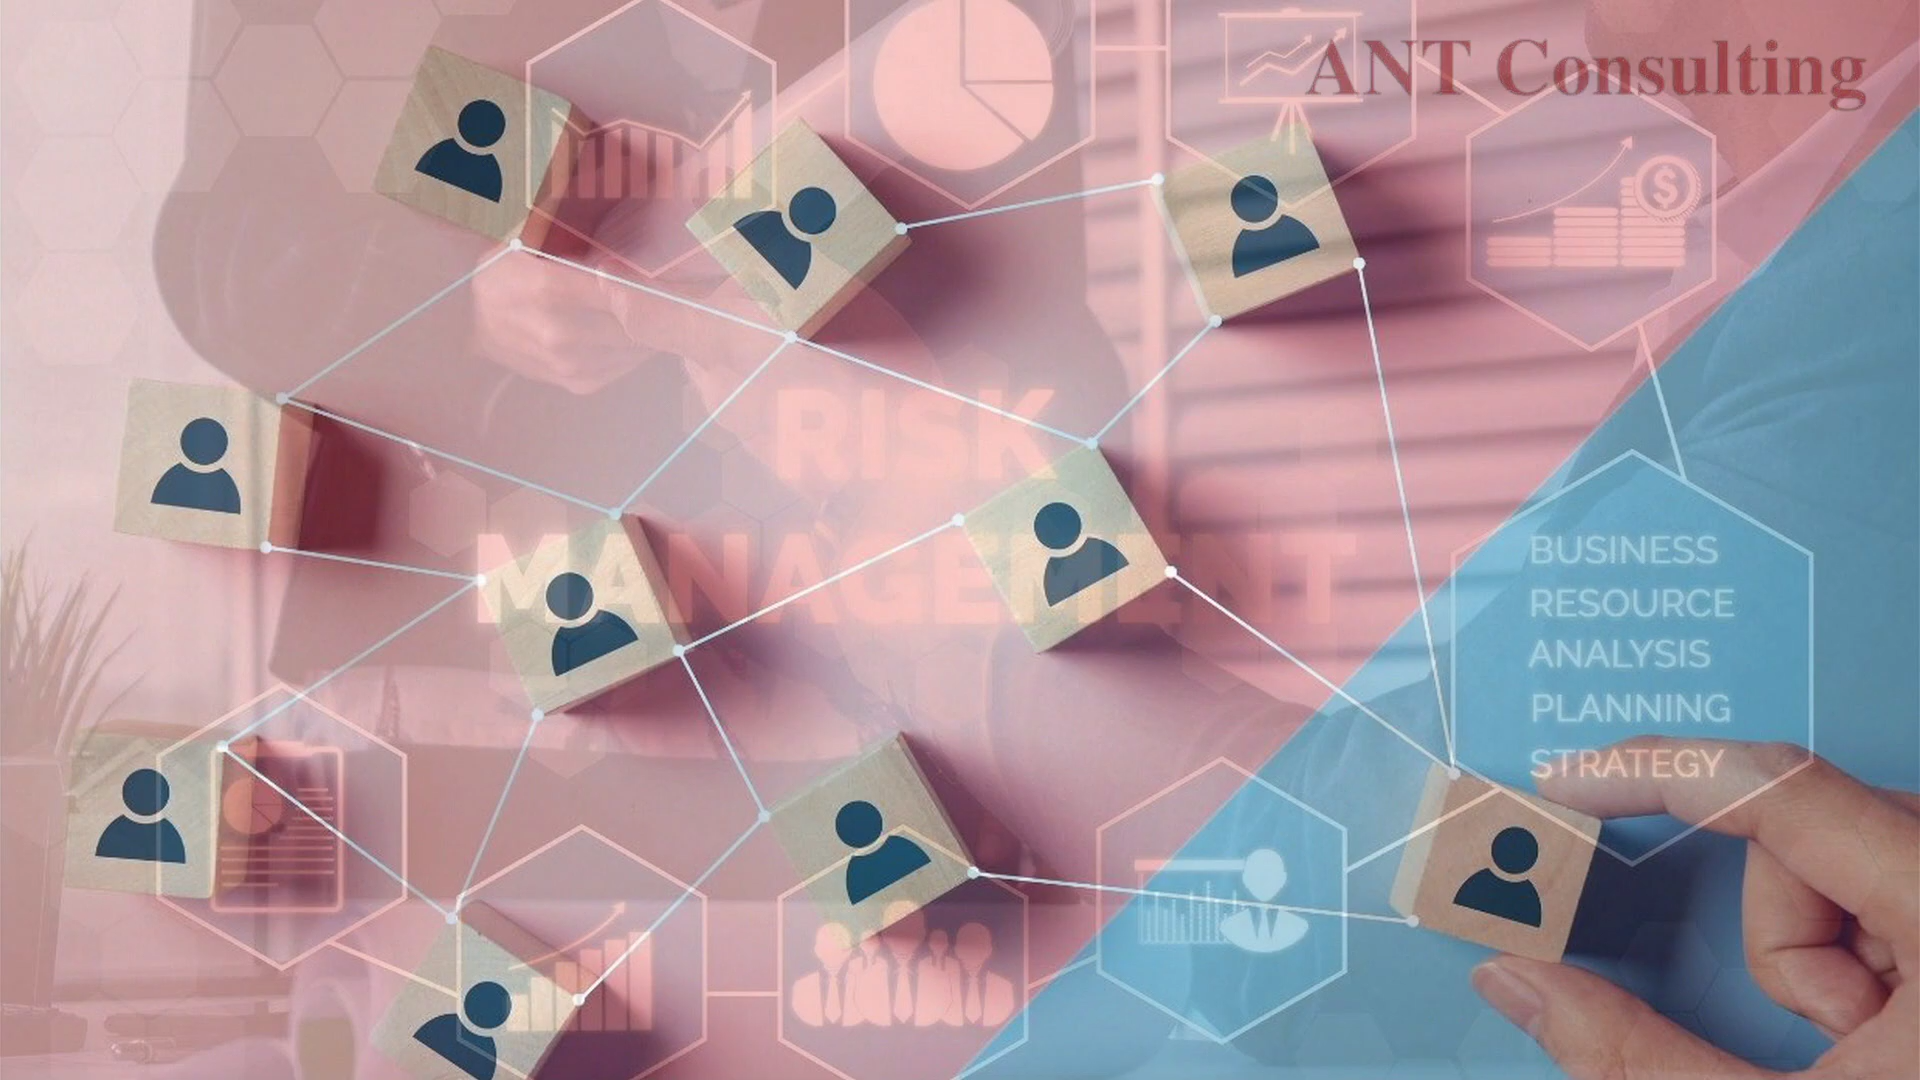 ANT Consulting
RISK
MANAGEMENT
BUSINESS
RESOURCE
ANALYSIS
PLANNING
STRATEGY
$